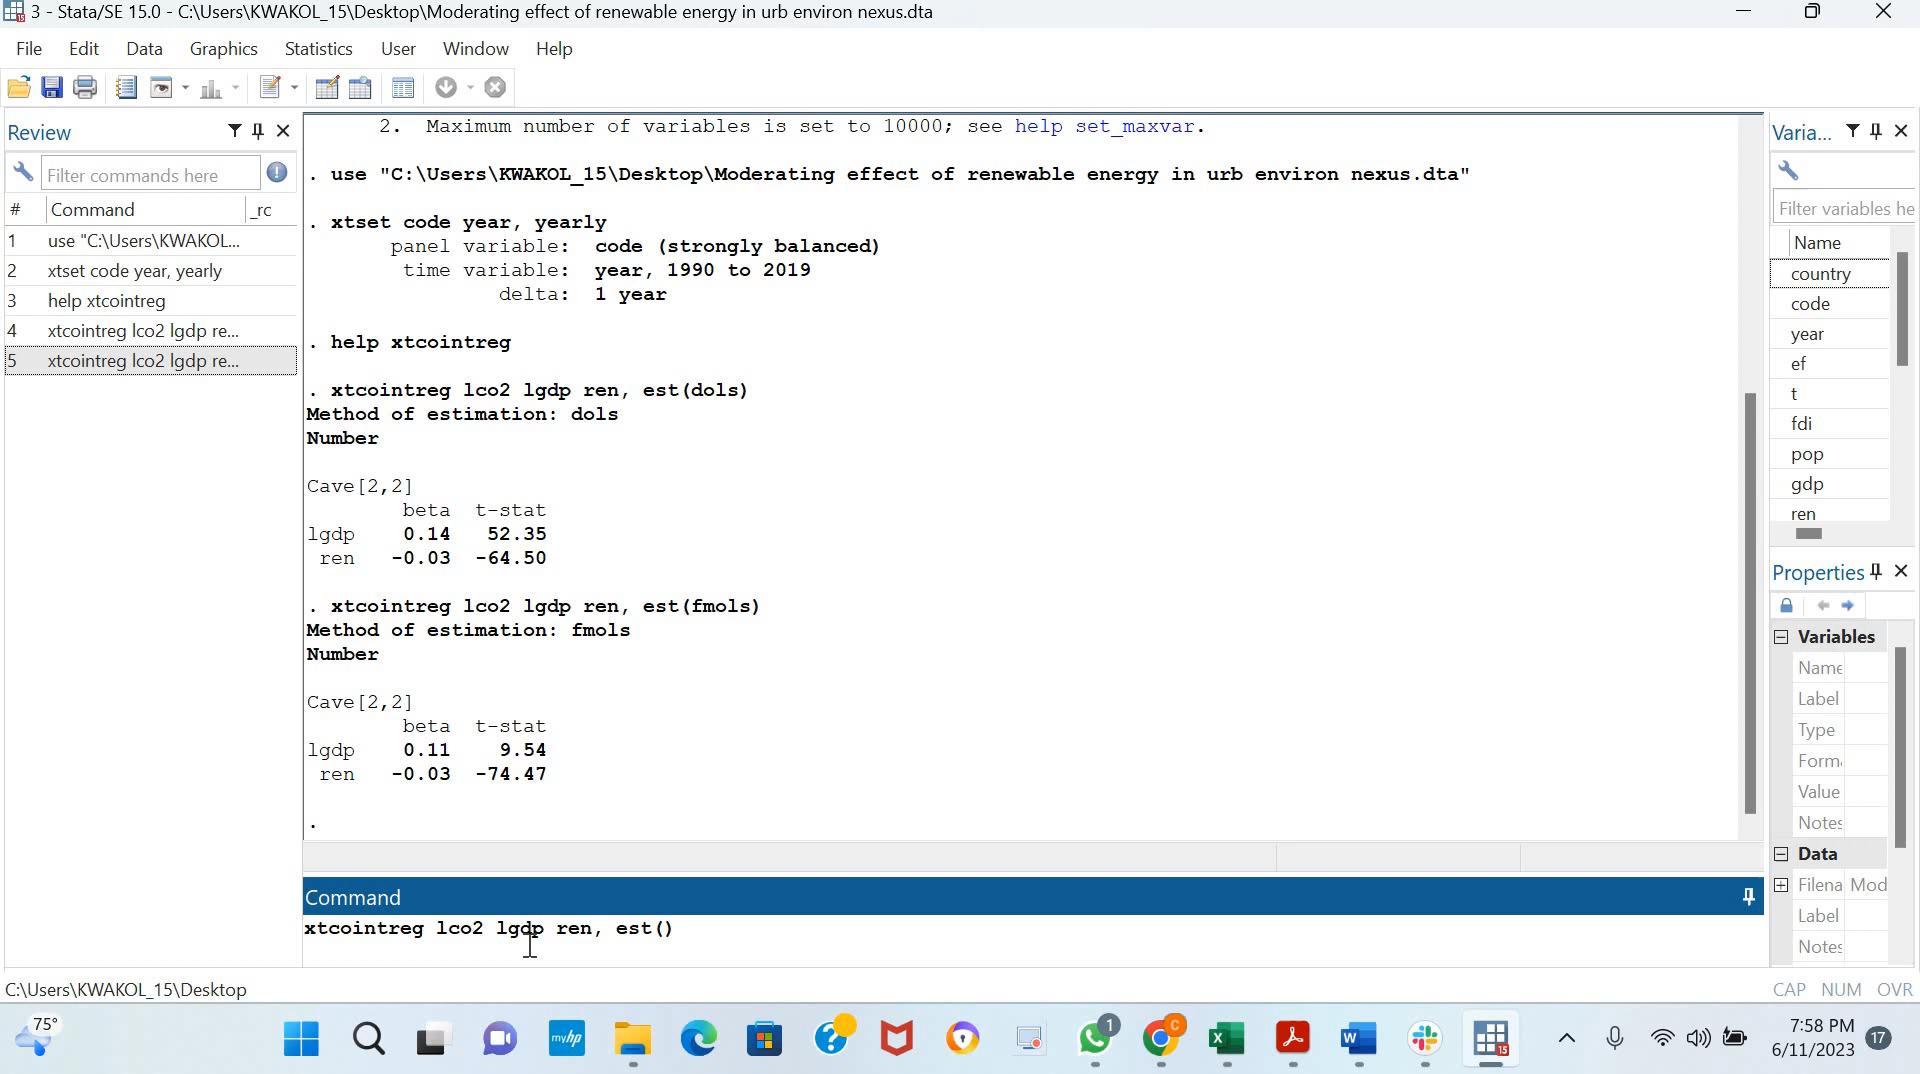 3 - Stata/SE 15.0 - C:\Users\KWAKOL_15\Desktop\Moderating effect of renewable energy in urb environ nexus.dta
File Edit Data Graphics Statistics User Window Help
Review
Filter commands here
# Command _rc
1 use "C:\Users\KWAKOL...
2 xtset code year, yearly
3 help xtcointreg
4 xtcointreg lco2 lgdp re...
5 xtcointreg lco2 lgdp re...
2. Maximum number of variables is set to 10000; see help set_maxvar.
. use "C:\Users\KWAKOL_15\Desktop\Moderating effect of renewable energy in urb environ nexus.dta"
. xtset code year, yearly
panel variable: code (strongly balanced)
time variable: year, 1990 to 2019
delta: 1 year
. help xtcointreg
. xtcointreg lco2 lgdp ren, est(dols)
Method of estimation: dols
Number
Cave[2,2]
beta t-stat
lgdp 0.14 52.35
ren -0.03 -64.50
. xtcointreg lco2 lgdp ren, est(fmols)
Method of estimation: fmols
Number
Cave[2,2]
beta t-stat
lgdp 0.11 9.54
ren -0.03 -74.47
.
Command
xtcointreg lco2 lgdp ren, est()
Varia...
Filter variables he
Name
country
code
year
ef
t
fdi
pop
gdp
ren
Properties
Variables
Name
Label
Type
Form
Value
Notes
Data
Filena Mod
Label
Notes
C:\Users\KWAKOL_15\Desktop
CAP NUM OVR
75°
myhp
1
C
15
7:58 PM
6/11/2023
17